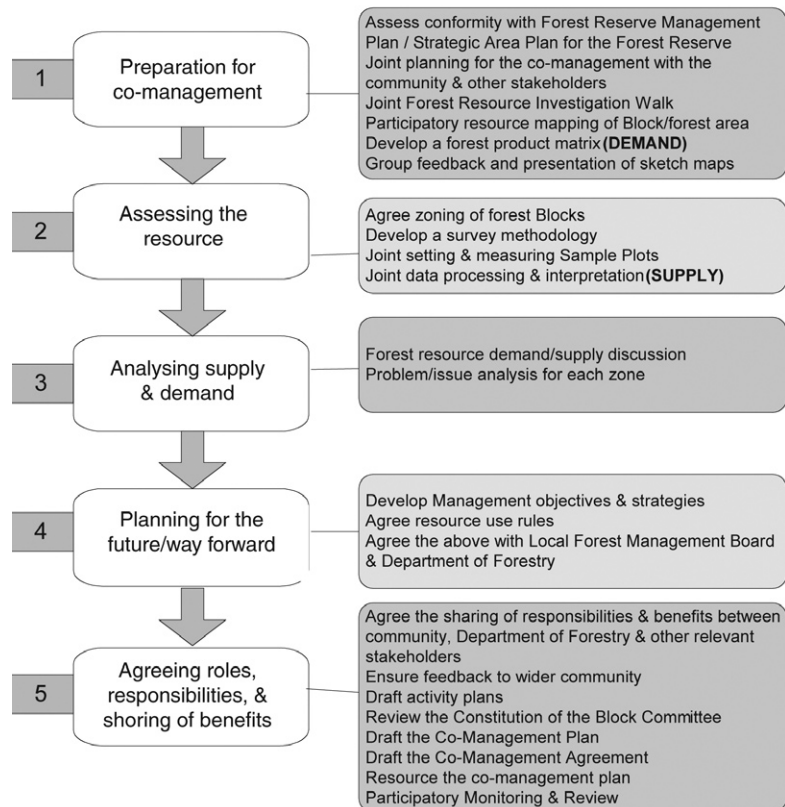 1
Preparation for
co-management
Assess conformity with Forest Reserve Management
Plan / Strategic Area Plan for the Forest Reserve
Joint planning for the co-management with the
community & other stakeholders
Joint Forest Resource Investigation Walk
Participatory resource mapping of Block/forest area
Develop a forest product matrix(DEMAND)
Group feedback and presentation of sketch maps
2
Assessing the
resource
Agree zoning of forest Blocks
Develop a survey methodology
Joint setting & measuring Sample Plots
Joint data processing & interpretation(SUPPLY)
3
Analysing supply
& demand
Forest resource demand/supply discussion
Problem/issue analysis for each zone
4
Planning for the
future/way forward
Develop Management objectives & strategies
Agree resource use rules
Agree the above with Local Forest Management Board
& Department of Forestry
5
Agreeing roles,
responsibilities, &
shoring of benefits
Agree the sharing of responsibilities & benefits between
community, Department of Forestry & other relevant
stakeholders
Ensure feedback to wider community
Draft activity plans
Review the Constitution of the Block Committee
Draft the Co-Management Plan
Draft the Co-Management Agreement
Resource the co-management plan
Participatory Monitoring & Review